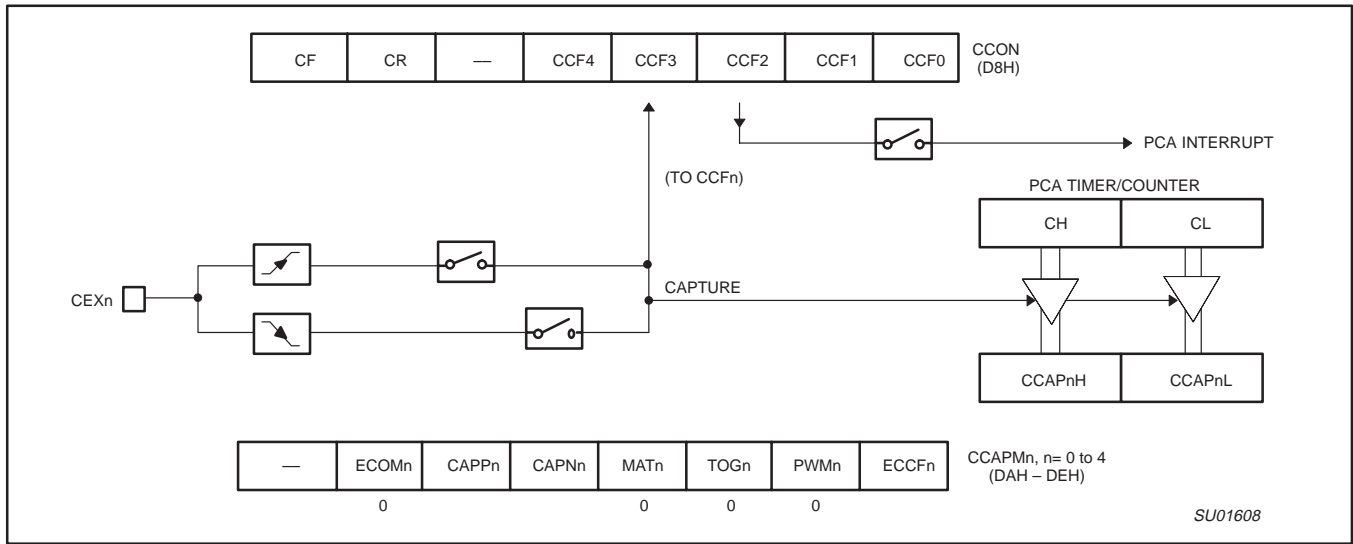 CF CR — CCF4 CCF3 CCF2 CCF1 CCF0
CCON
(D8H)
PCA INTERRUPT
(TO CCFn)
PCA TIMER/COUNTER
CH CL
CEXn
CAPTURE
CCAPnH CCAPnL
— ECOMn CAPPn CAPNn MATn TOGn PWMn ECCFn
CCAPMn, n= 0 to 4
(DAH – DEH)
0 0 0 0
SU01608